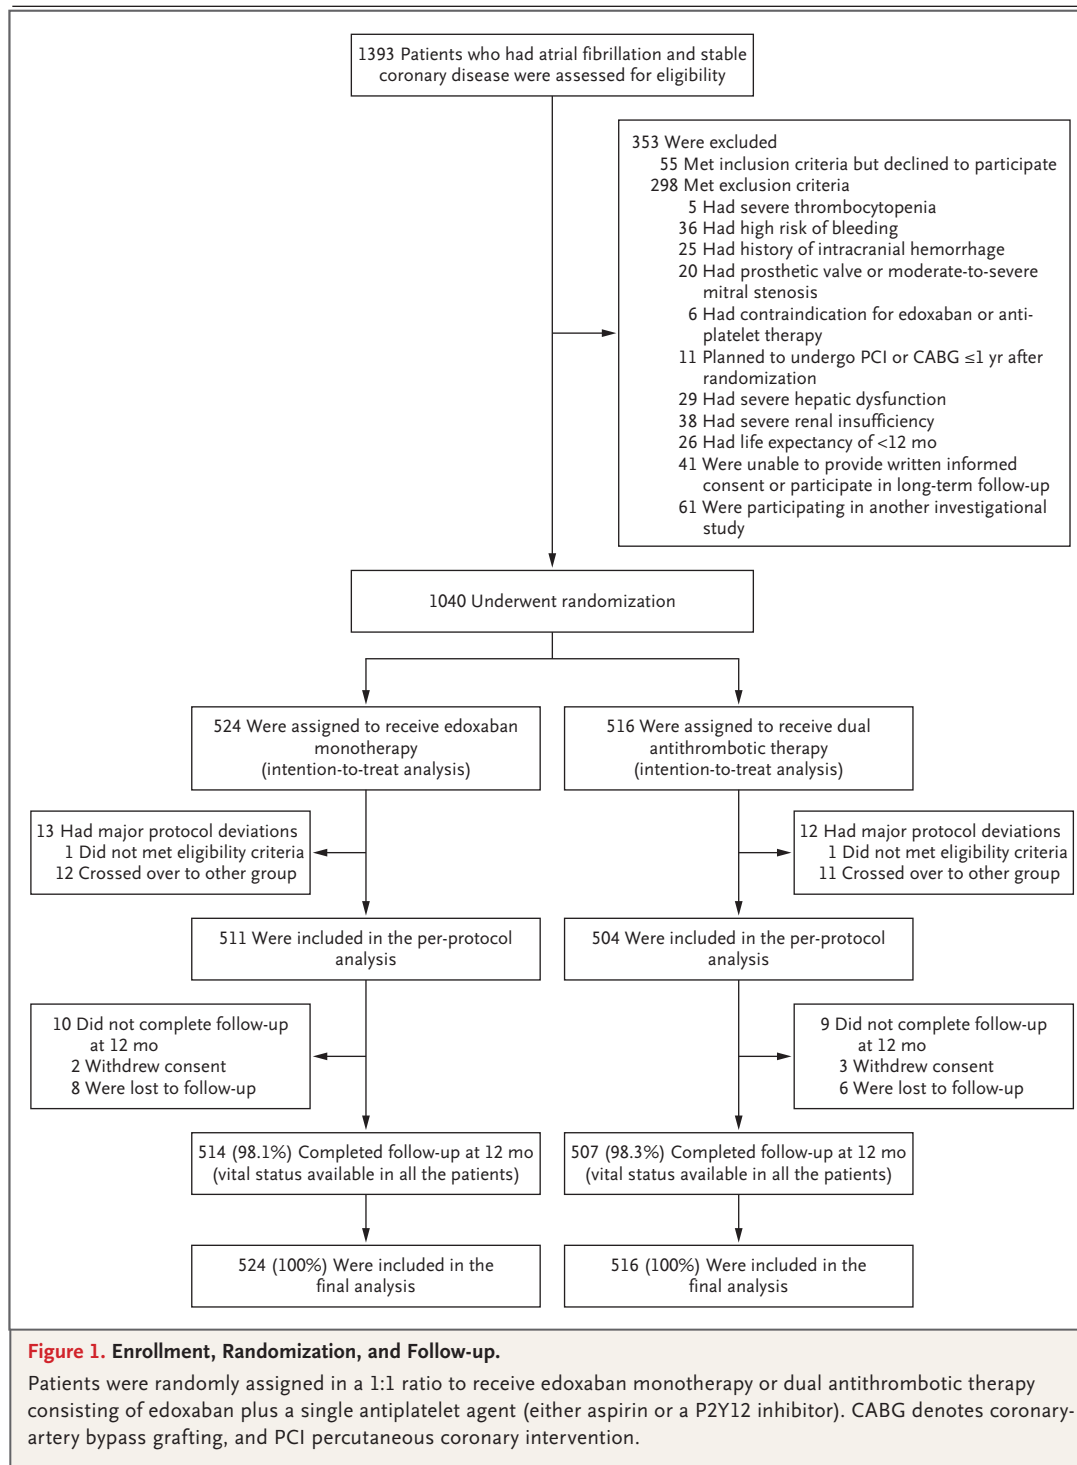 1393 Patients who had atrial fibrillation and stable
coronary disease were assessed for eligibility
353 Were excluded
55 Met inclusion criteria but declined to participate
298 Met exclusion criteria
5 Had severe thrombocytopenia
36 Had high risk of bleeding
25 Had history of intracranial hemorrhage
20 Had prosthetic valve or moderate-to-severe
mitral stenosis
6 Had contraindication for edoxaban or anti-
platelet therapy
11 Planned to undergo PCI or CABG ≤1 yr after
randomization
29 Had severe hepatic dysfunction
38 Had severe renal insufficiency
26 Had life expectancy of <12 mo
41 Were unable to provide written informed
consent or participate in long-term follow-up
61 Were participating in another investigational
study
1040 Underwent randomization
524 Were assigned to receive edoxaban
monotherapy
(intention-to-treat analysis)
516 Were assigned to receive dual
antithrombotic therapy
(intention-to-treat analysis)
13 Had major protocol deviations
1 Did not met eligibility criteria
12 Crossed over to other group
12 Had major protocol deviations
1 Did not met eligibility criteria
11 Crossed over to other group
511 Were included in the per-protocol
analysis
504 Were included in the per-protocol
analysis
10 Did not complete follow-up
at 12 mo
2 Withdrew consent
8 Were lost to follow-up
9 Did not complete follow-up
at 12 mo
3 Withdrew consent
6 Were lost to follow-up
514 (98.1%) Completed follow-up at 12 mo
(vital status available in all the patients)
507 (98.3%) Completed follow-up at 12 mo
(vital status available in all the patients)
524 (100%) Were included in the
final analysis
516 (100%) Were included in the
final analysis
Figure 1. Enrollment, Randomization, and Follow-up.
Patients were randomly assigned in a 1:1 ratio to receive edoxaban monotherapy or dual antithrombotic therapy
consisting of edoxaban plus a single antiplatelet agent (either aspirin or a P2Y12 inhibitor). CABG denotes coronary-
artery bypass grafting, and PCI percutaneous coronary intervention.